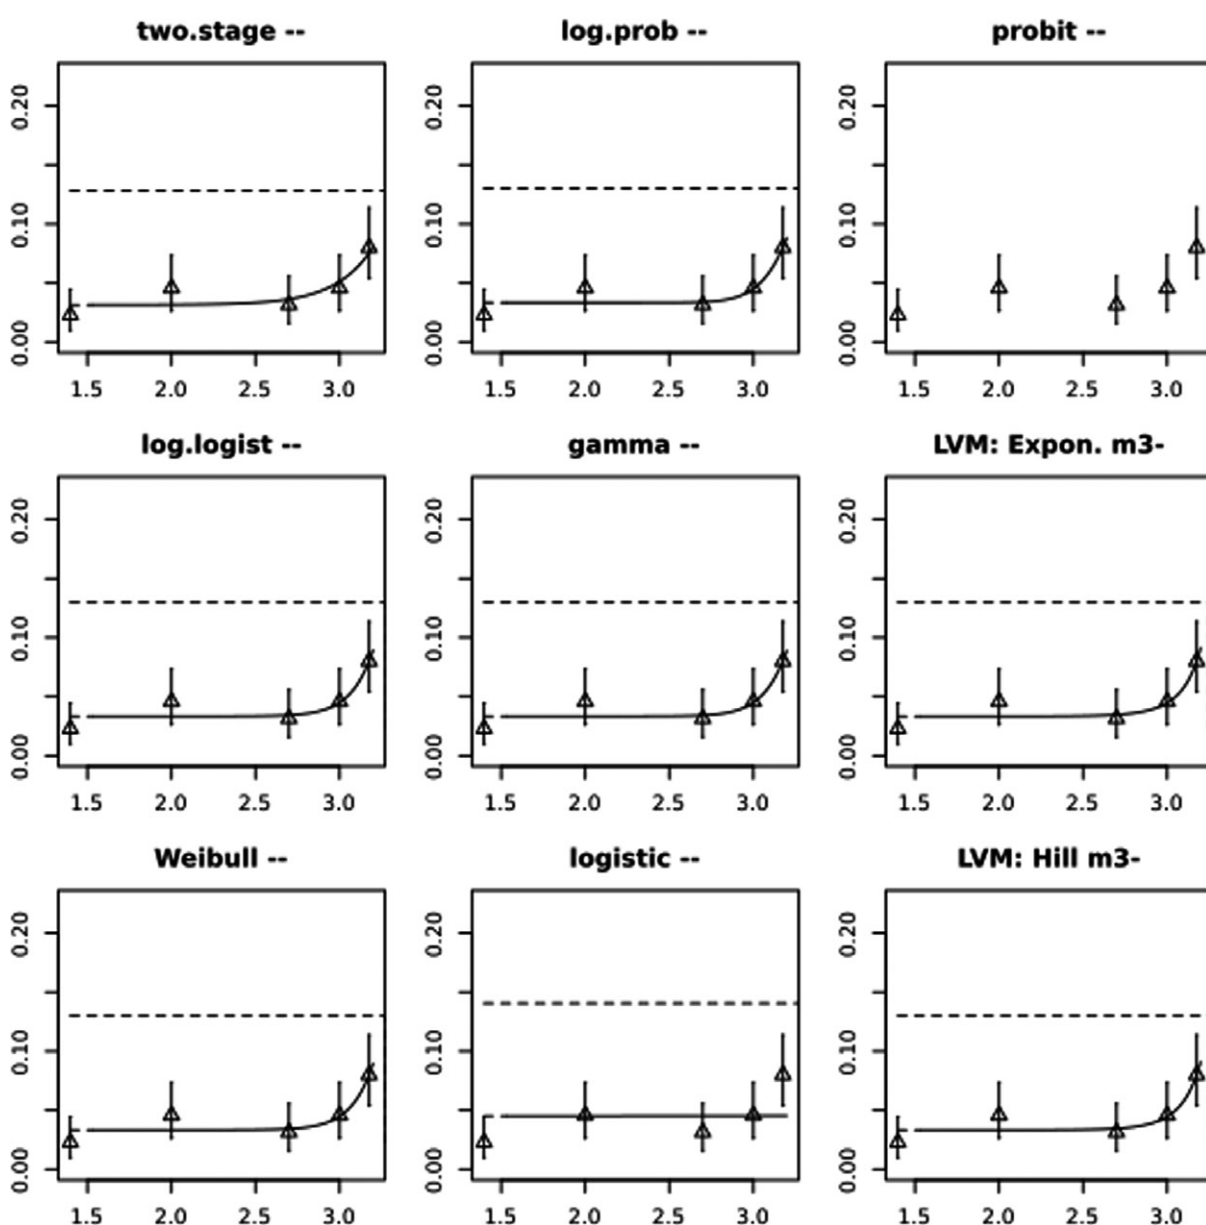 two.stage -- log.prob -- probit --
0.20 0.20 0.20
0.10 0.10 0.10
0.00 0.00 0.00
1.5 2.0 2.5 3.0 1.5 2.0 2.5 3.0 1.5 2.0 2.5 3.0
log.logist -- gamma -- LVM: Expon. m3-
0.20 0.20 0.20
0.10 0.10 0.10
0.00 0.00 0.00
1.5 2.0 2.5 3.0 1.5 2.0 2.5 3.0 1.5 2.0 2.5 3.0
Weibull -- logistic -- LVM: Hill m3-
0.20 0.20 0.20
0.10 0.10 0.10
0.00 0.00 0.00
1.5 2.0 2.5 3.0 1.5 2.0 2.5 3.0 1.5 2.0 2.5 3.0